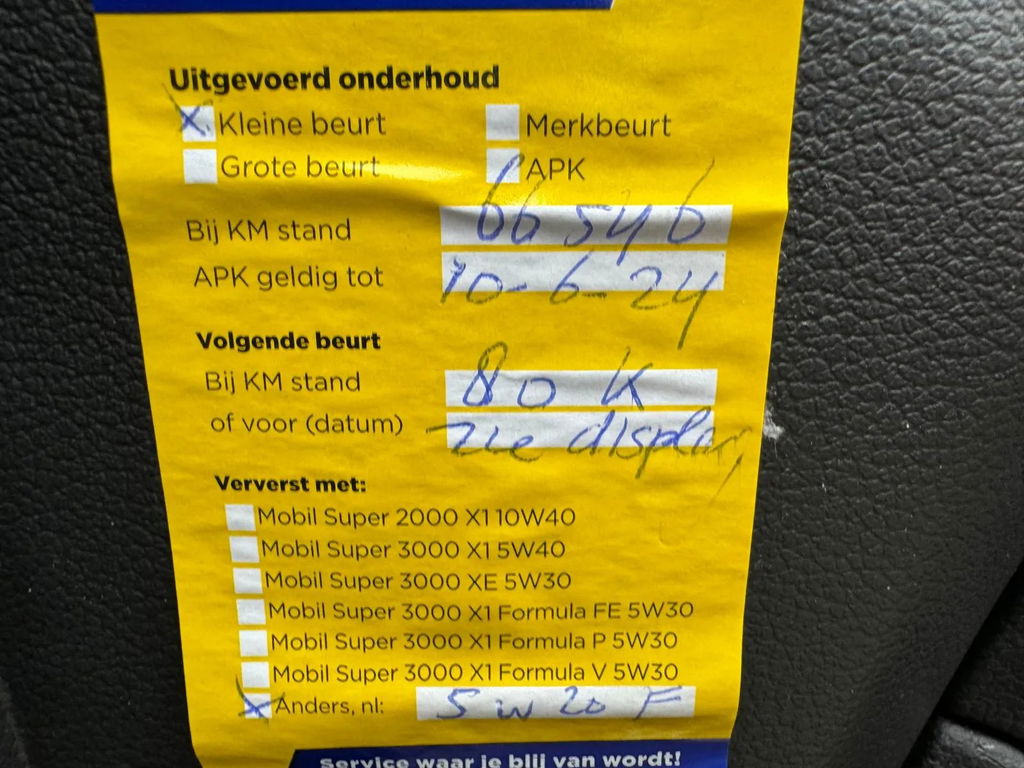 Uitgevoerd onderhoud
X Kleine beurt Merkbeurt
Grote beurt APK
Bij KM stand 66546
APK geldig tot 10-6-24
Volgende beurt
Bij KM stand 80 K
of voor (datum) zie display
Ververst met:
Mobil Super 2000 X1 10W40
Mobil Super 3000 X1 5W40
Mobil Super 3000 XE 5W30
Mobil Super 3000 X1 Formula FE 5W30
Mobil Super 3000 X1 Formula P 5W30
Mobil Super 3000 X1 Formula V 5W30
X Anders, nl: 5w20 F
Service waar je blij van wordt!